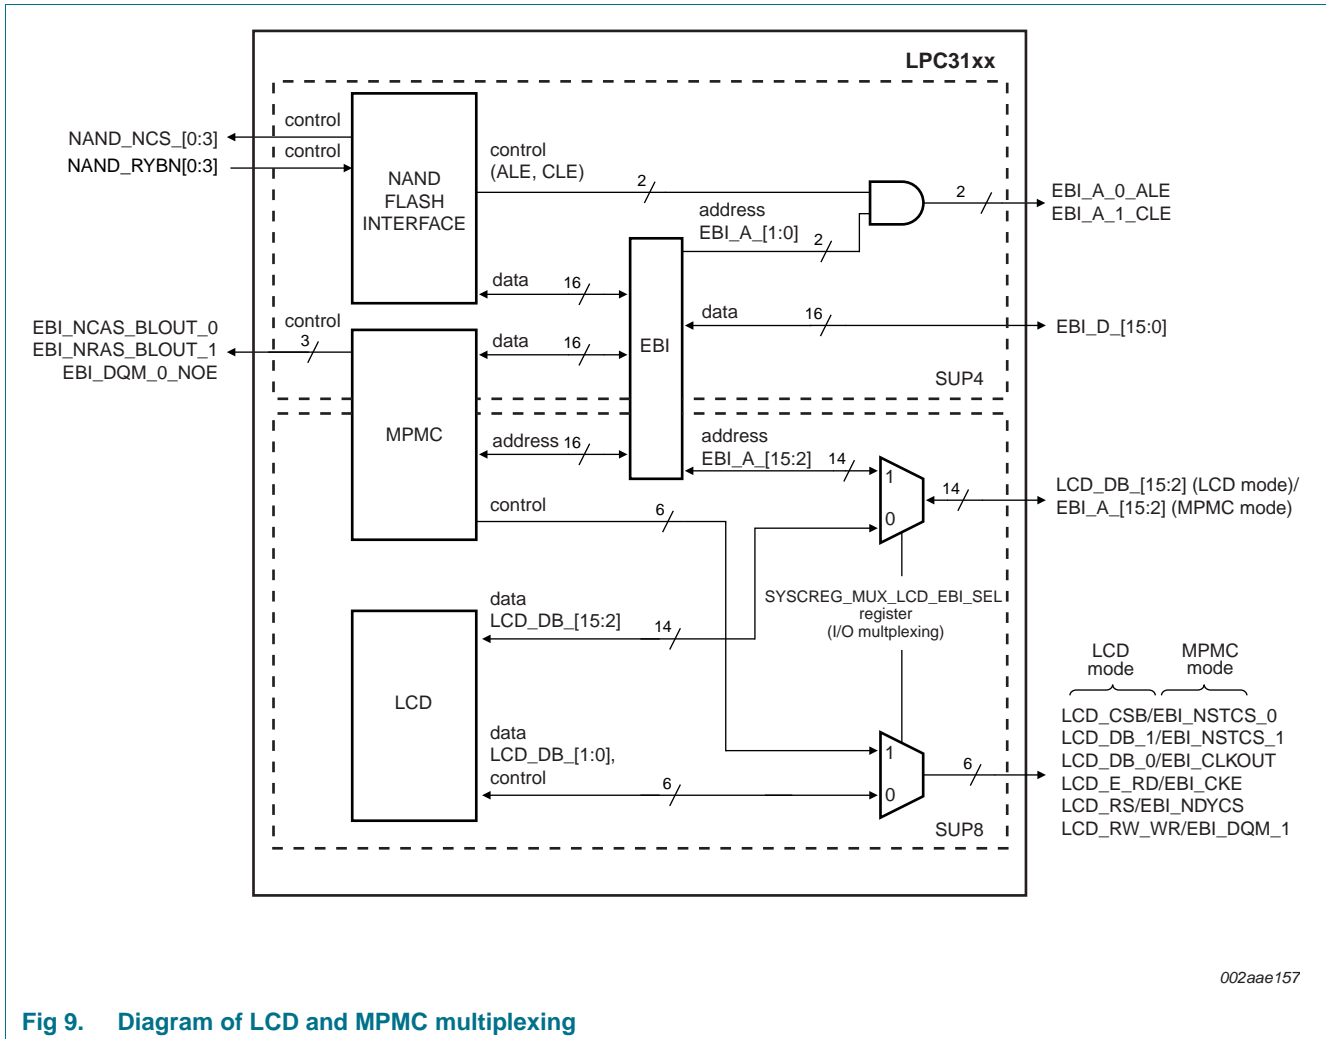 LPC31xx
NAND_NCS_[0:3]
NAND_RYBN[0:3]
control
control
NAND
FLASH
INTERFACE
control
(ALE, CLE)
2
address
EBI_A_[1:0]
2
2
EBI_A_0_ALE
EBI_A_1_CLE
data
16
EBI_NCAS_BLOUT_0
EBI_NRAS_BLOUT_1
EBI_DQM_0_NOE
control
3
data
16
EBI
data
16
EBI_D_[15:0]
SUP4
MPMC
address
16
address
EBI_A_[15:2]
14
1
0
14
LCD_DB_[15:2] (LCD mode)/
EBI_A_[15:2] (MPMC mode)
control
6
SYSCREG_MUX_LCD_EBI_SEL
register
(I/O multplexing)
data
LCD_DB_[15:2]
14
LCD
data
LCD_DB_[1:0],
control
6
1
0
6
SUP8
LCD
mode
MPMC
mode
LCD_CSB/EBI_NSTCS_0
LCD_DB_1/EBI_NSTCS_1
LCD_DB_0/EBI_CLKOUT
LCD_E_RD/EBI_CKE
LCD_RS/EBI_NDYCS
LCD_RW_WR/EBI_DQM_1
002aae157
Fig 9. Diagram of LCD and MPMC multiplexing